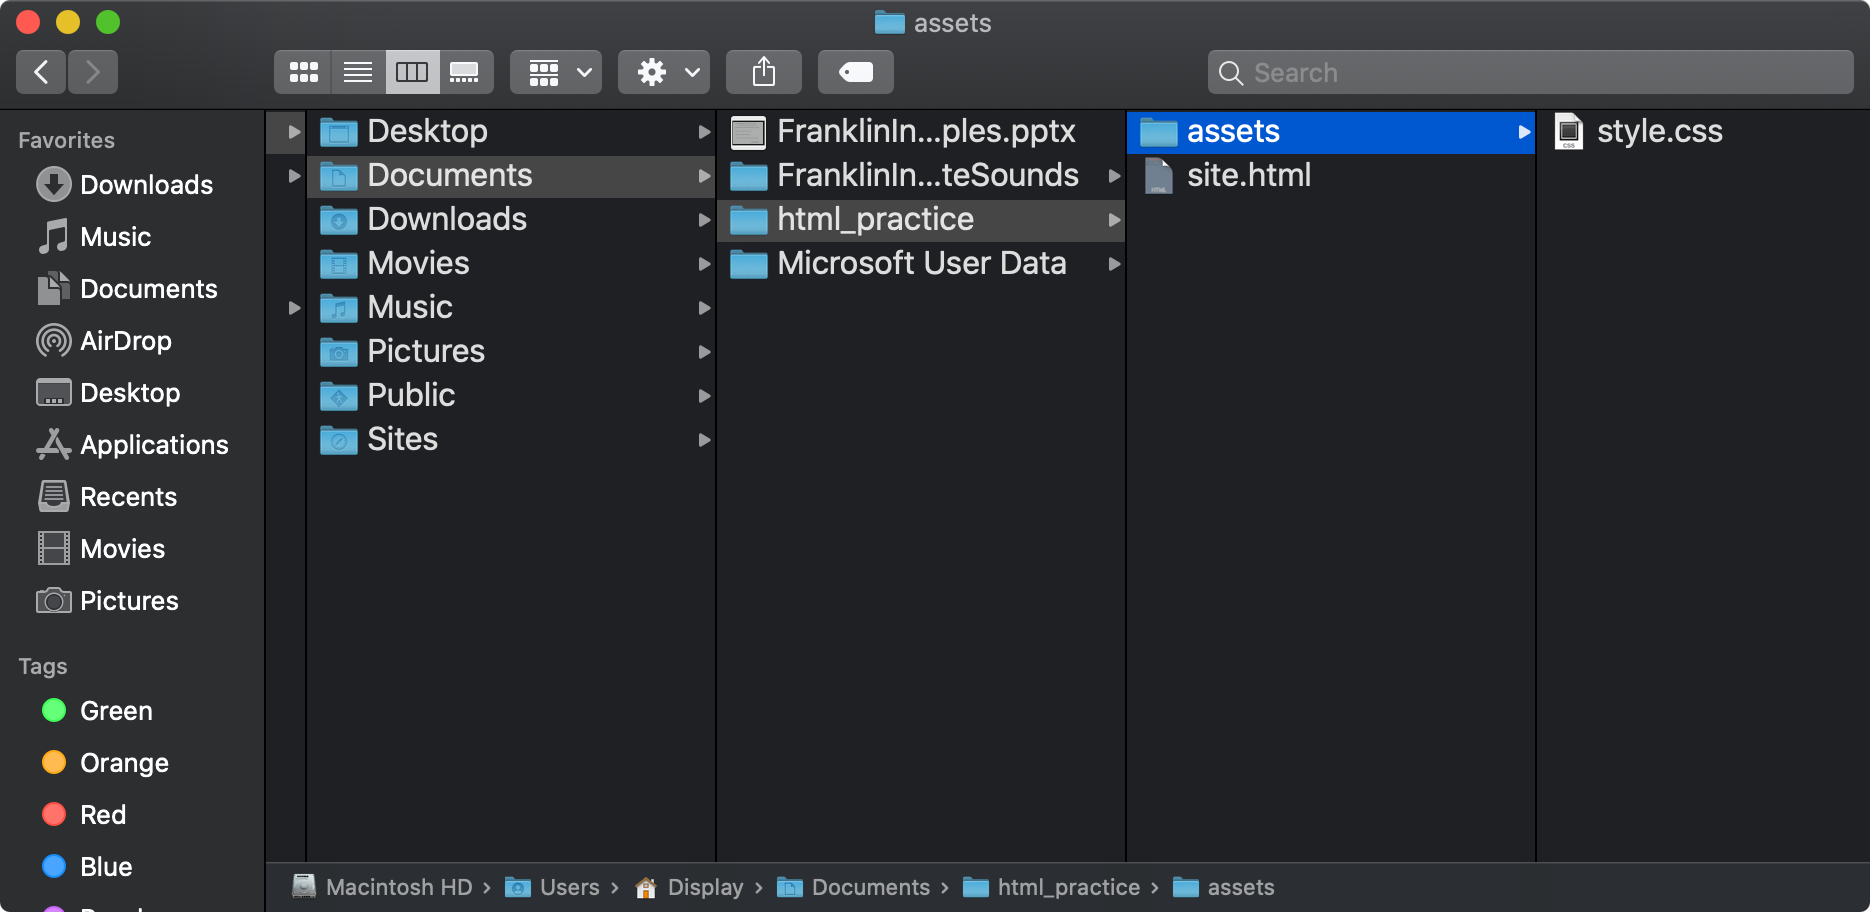 assets
Search
Favorites
Downloads
Music
Documents
AirDrop
Desktop
Applications
Recents
Movies
Pictures
Tags
Green
Orange
Red
Blue
Desktop
Documents
Downloads
Movies
Music
Pictures
Public
Sites
FranklinIn...ples.pptx
FranklinIn...teSounds
html_practice
Microsoft User Data
assets
site.html
style.css
Macintosh HD › Users › Display › Documents › html_practice › assets